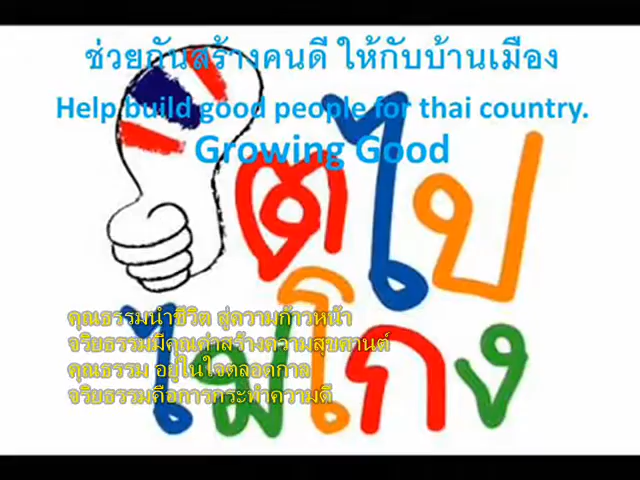 ช่วยกันสร้างคนดี ให้กับบ้านเมือง
Help build good people for thai country.
Growing Good
โตไป
ไม่โกง
คุณธรรมนำชีวิต สู่ความก้าวหน้า
จริยธรรมมีคุณค่าสร้างความสุขศานต์
คุณธรรม อยู่ในใจตลอดกาล
จริยธรรมคือการกระทำความดี